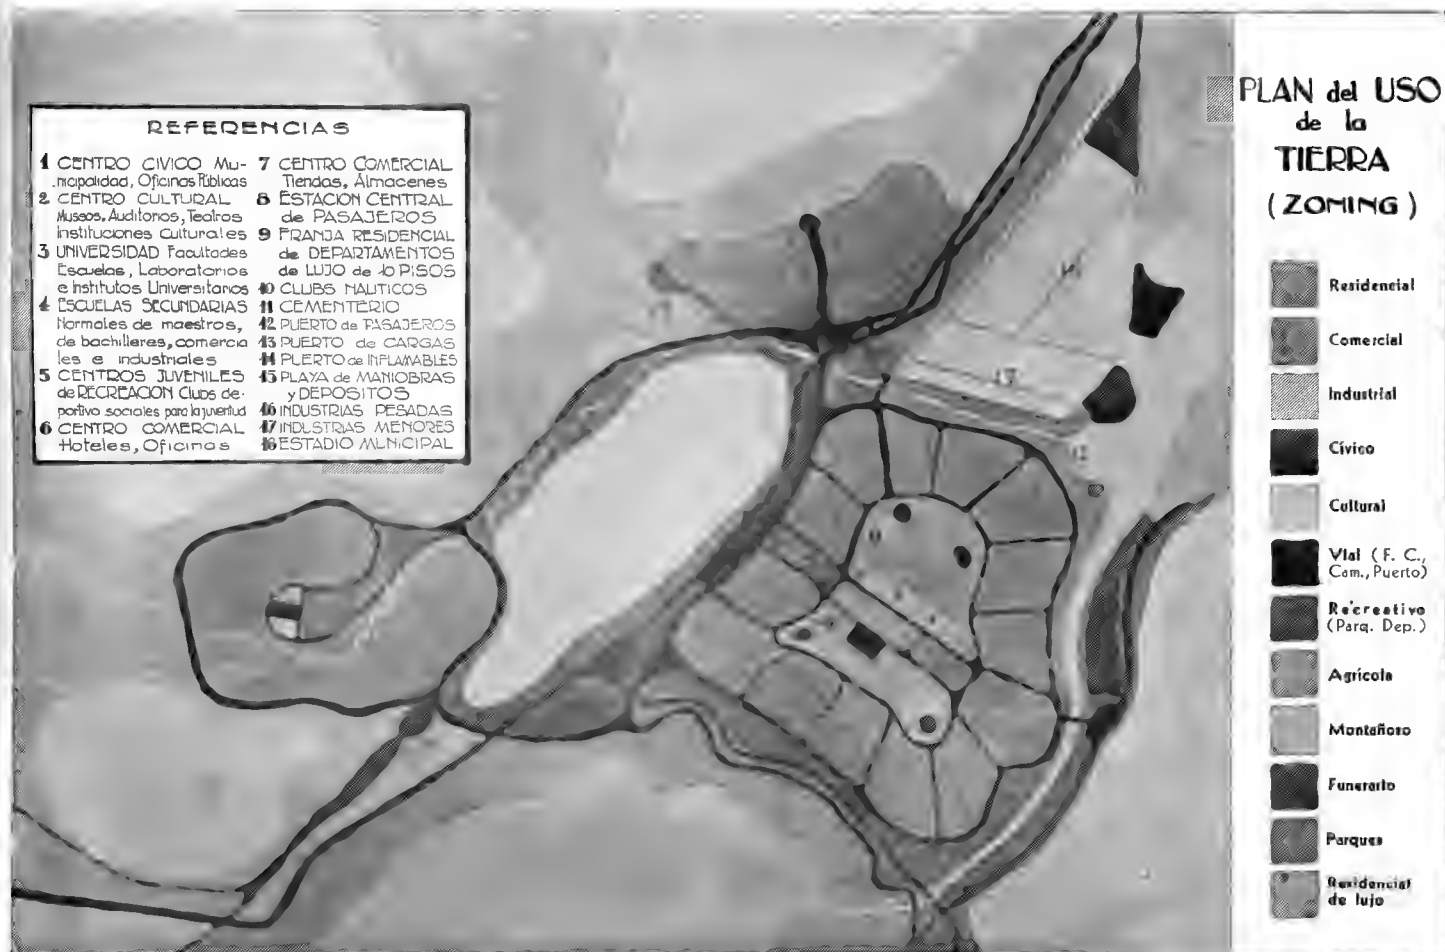 REFERENCIAS
1 CENTRO CIVICO Mu-
nicipalidad, Oficinas Públicas
2 CENTRO CULTURAL
Museos, Auditorios, Teatros
Instituciones Culturales
3 UNIVERSIDAD Facultades
Escuelas, Laboratorios
e Institutos Universitarios
4 ESCUELAS SECUNDARIAS
Normales de maestros,
de bachilleres, comercia
les e industriales
5 CENTROS JUVENILES
de RECREACION Clubs de-
portivo sociales para la juventud
6 CENTRO COMERCIAL
Hoteles, Oficinas
7 CENTRO COMERCIAL
Tiendas, Almacenes
8 ESTACION CENTRAL
de PASAJEROS
9 FRANJA RESIDENCIAL
de DEPARTAMENTOS
de LUJO de 10 PISOS
10 CLUBS NAUTICOS
11 CEMENTERIO
12 PUERTO de PASAJEROS
13 PUERTO de CARGAS
14 PUERTO de INFLAMABLES
15 PLAYA de MANIOBRAS
y DEPOSITOS
16 INDUSTRIAS PESADAS
17 INDUSTRIAS MENORES
18 ESTADIO MUNICIPAL
PLAN del USO
de la
TIERRA
(ZONING)
Residencial
Comercial
Industrial
Cívico
Cultural
Vial (F. C.,
Cam., Puerto)
Recreativo
(Parq. Dep.)
Agrícola
Montañoso
Funerario
Parques
Residencial
de lujo